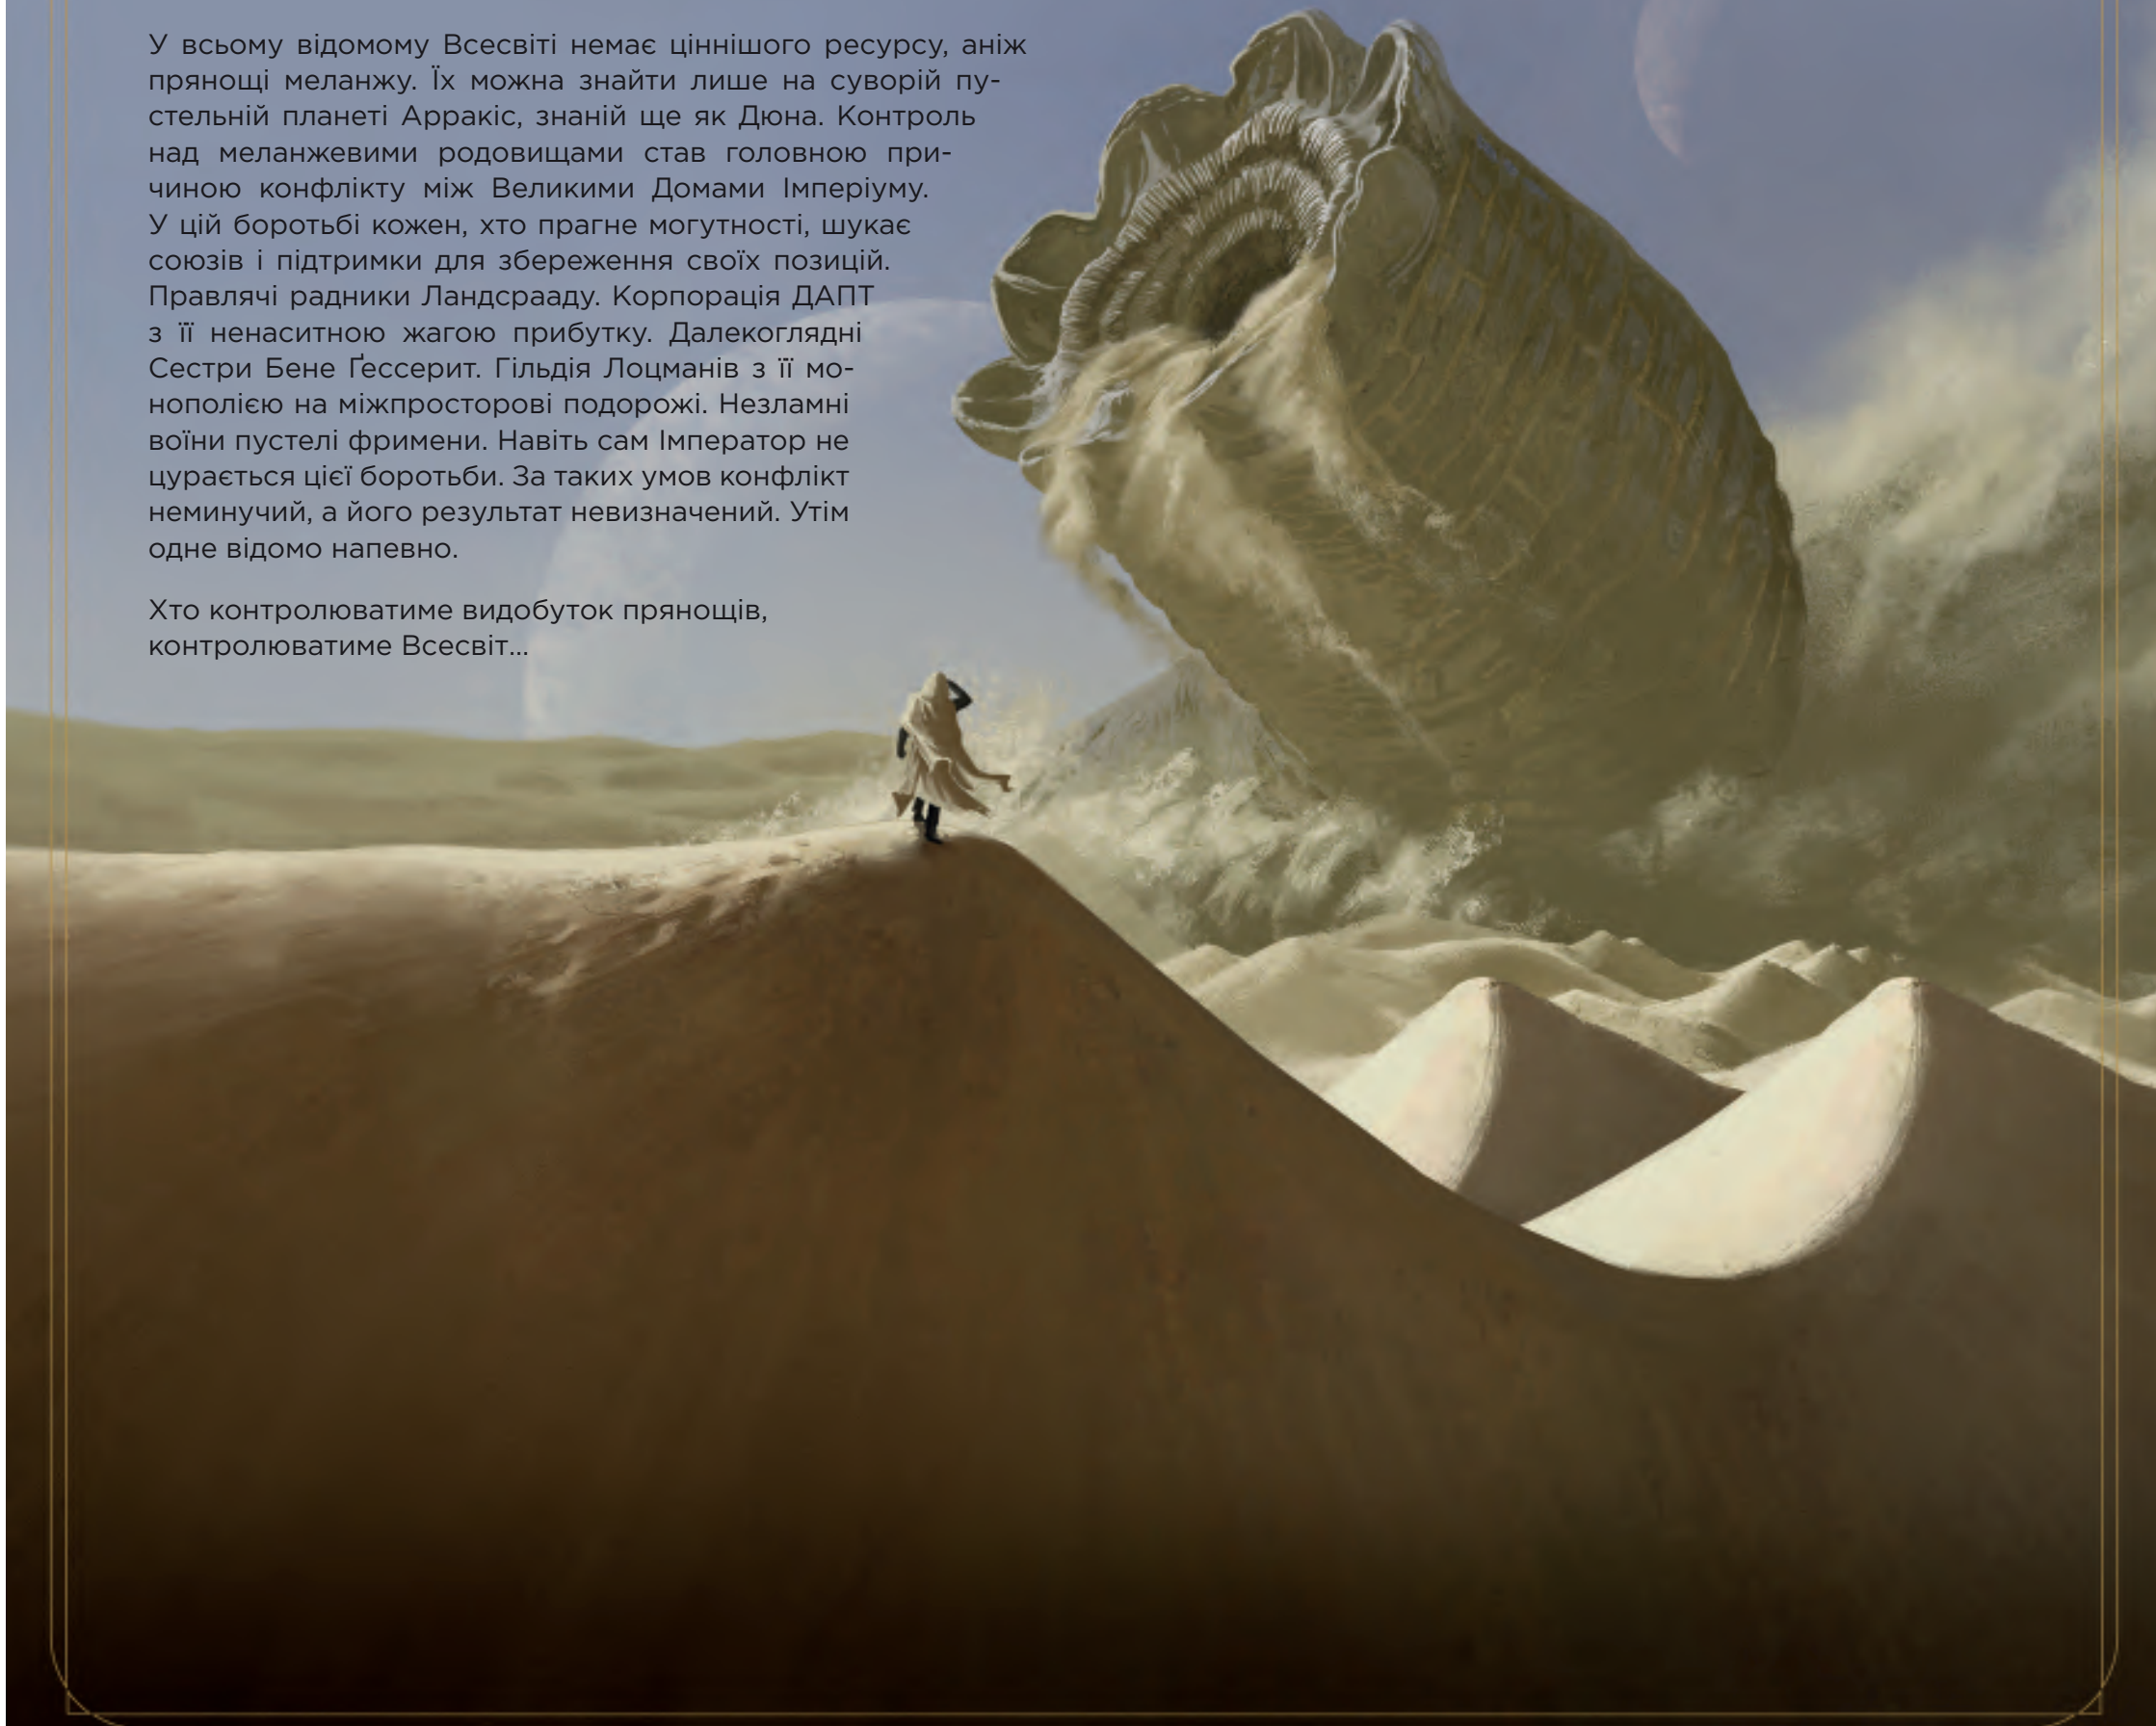 У всьому відомому Всесвіті немає ціннішого ресурсу, аніж
прянощі меланжу. Їх можна знайти лише на суворій пу-
стельній планеті Арракіс, знаній ще як Дюна. Контроль
над меланжевими родовищами став головною при-
чиною конфлікту між Великими Домами Імперіуму.
У цій боротьбі кожен, хто прагне могутності, шукає
союзів і підтримки для збереження своїх позицій.
Правлячі радники Ландсрааду. Корпорація ДАПТ
з її ненаситною жагою прибутку. Далекоглядні
Сестри Бене Ґессерит. Гільдія Лоцманів з її мо-
нополією на міжпросторові подорожі. Незламні
воїни пустелі фримени. Навіть сам Імператор не
цурається цієї боротьби. За таких умов конфлікт
неминучий, а його результат невизначений. Утім
одне відомо напевно.
Хто контролюватиме видобуток прянощів,
контролюватиме Всесвіт...